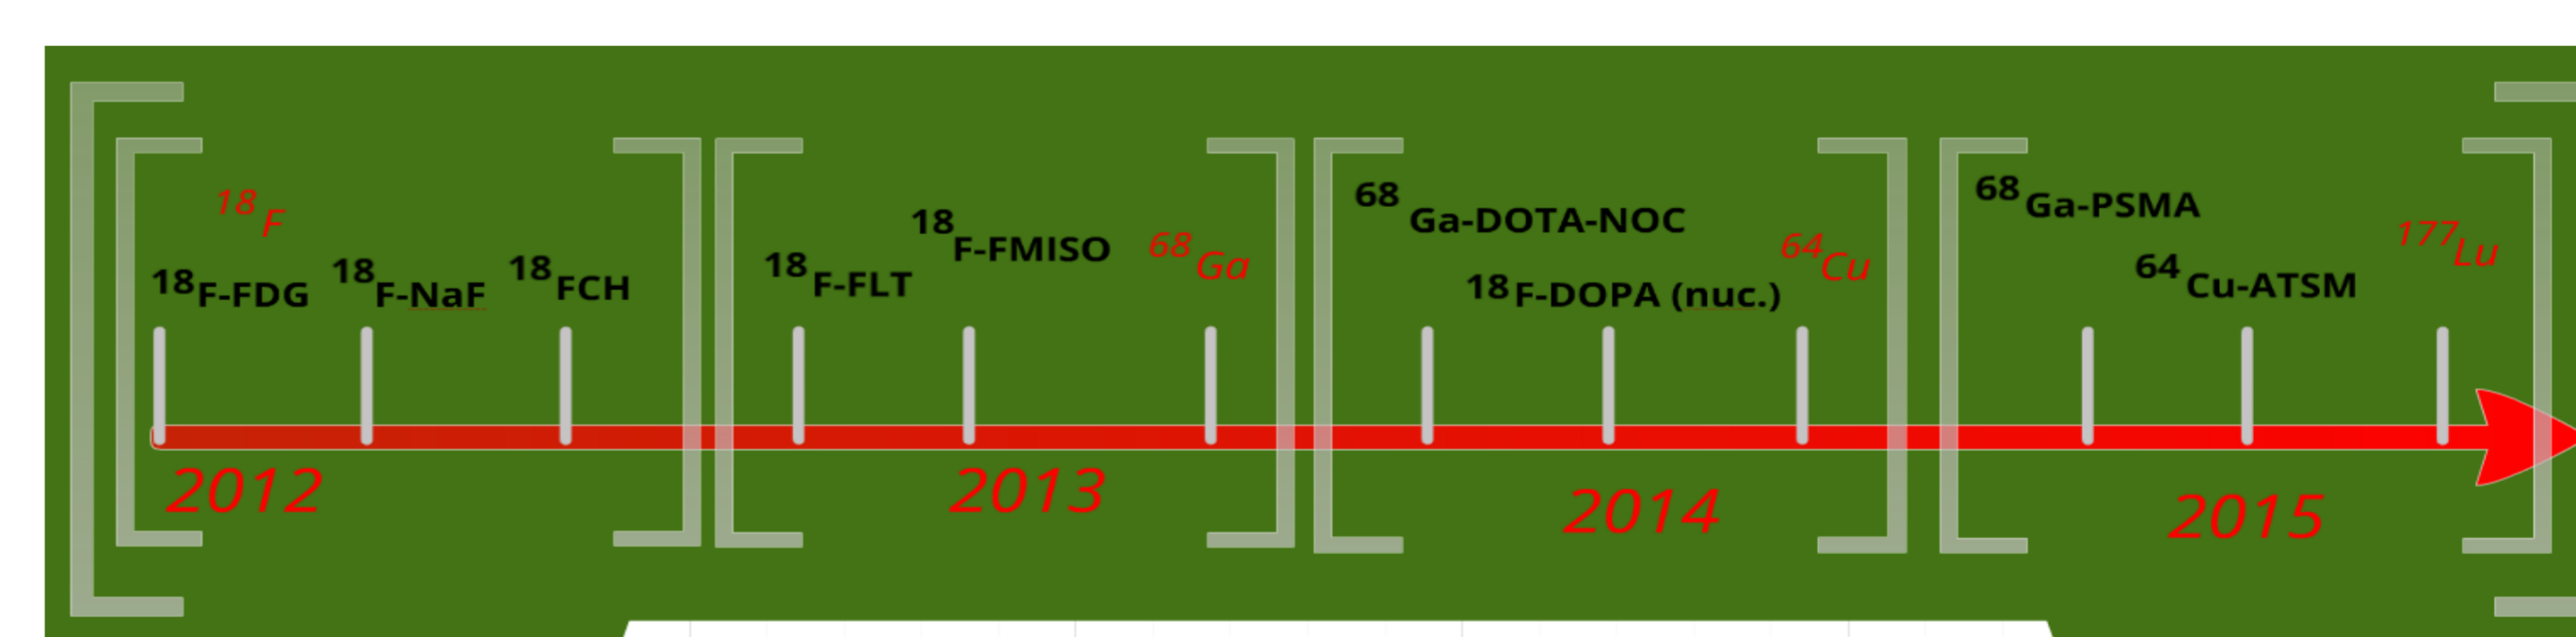 ¹⁸F
¹⁸F-FDG
¹⁸F-NaF
¹⁸FCH
2012
¹⁸F-FLT
¹⁸F-FMISO
⁶⁸Ga
2013
⁶⁸Ga-DOTA-NOC
¹⁸F-DOPA (nuc.)
⁶⁴Cu
2014
⁶⁸Ga-PSMA
⁶⁴Cu-ATSM
¹⁷⁷Lu
2015